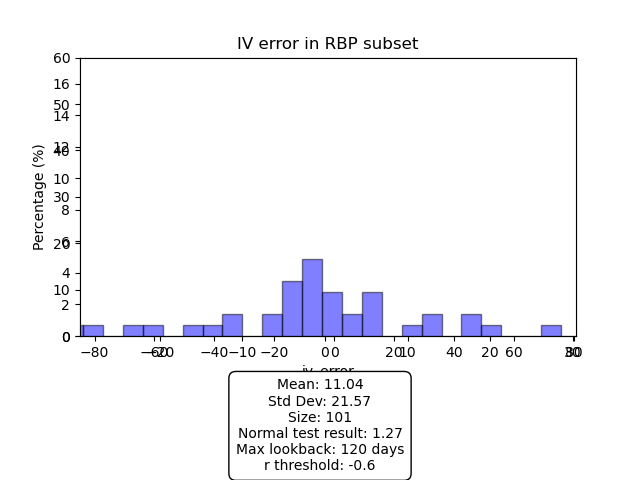 IV error in RBP subset
Percentage (%)
60
16
50
14
12
40
10
30
8
6
20
4
10
2
0
−80 −60 −20 −40 −10 −20 0 0 20 10 40 20 60 80 30
Mean: 11.04
Std Dev: 21.57
Size: 101
Normal test result: 1.27
Max lookback: 120 days
r threshold: -0.6